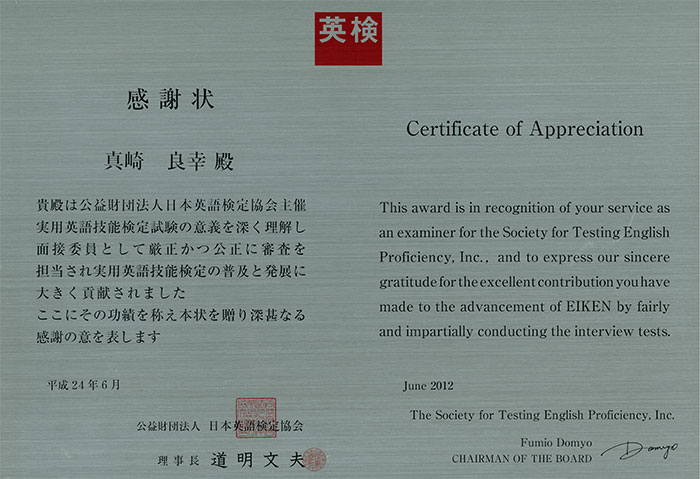 英検
感謝状
真崎 良幸 殿
貴殿は公益財団法人日本英語検定協会主催
実用英語技能検定試験の意義を深く理解し
面接委員として厳正かつ公正に審査を
担当され実用英語技能検定の普及と発展に
大きく貢献されました
ここにその功績を称え本状を贈り深甚なる
感謝の意を表します
平成24年6月
公益財団法人 日本英語検定協会
理事長 道明文夫
Certificate of Appreciation
This award is in recognition of your service as
an examiner for the Society for Testing English
Proficiency, Inc., and to express our sincere
gratitude for the excellent contribution you have
made to the advancement of EIKEN by fairly
and impartially conducting the interview tests.
June 2012
The Society for Testing English Proficiency, Inc.
Fumio Domyo
CHAIRMAN OF THE BOARD
Domyo